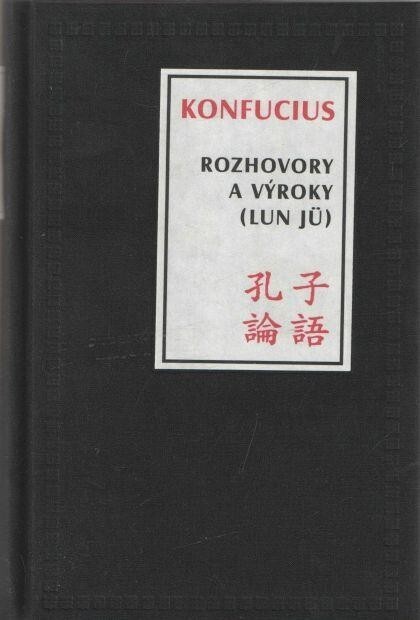 KONFUCIUS
ROZHOVORY
A VÝROKY
(LUN JÜ)
孔子
論語